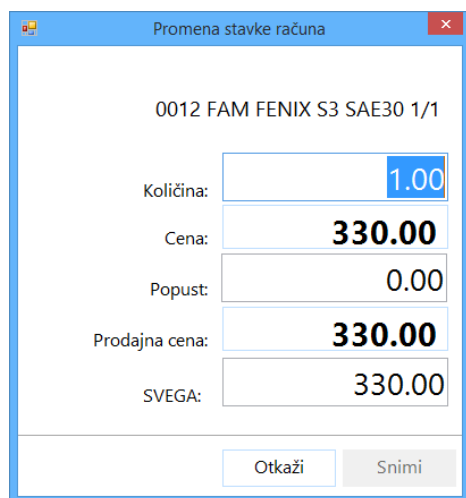 Promena stavke računa
0012 FAM FENIX S3 SAE30 1/1
Količina: 1.00
Cena: 330.00
Popust: 0.00
Prodajna cena: 330.00
SVEGA: 330.00
Otkaži Snimi